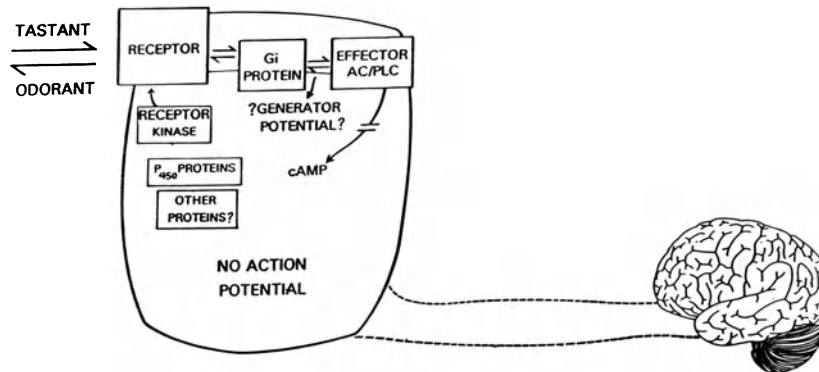 TASTANT
ODORANT
RECEPTOR
Gi
PROTEIN
EFFECTOR
AC/PLC
?GENERATOR
POTENTIAL?
RECEPTOR
KINASE
cAMP
P450 PROTEINS
OTHER
PROTEINS?
NO ACTION
POTENTIAL